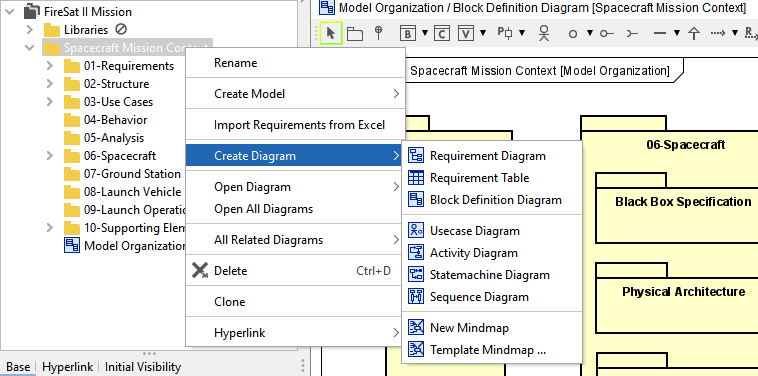 FireSat II Mission
Libraries
Spacecraft Mission Context
01-Requirements
02-Structure
03-Use Cases
04-Behavior
05-Analysis
06-Spacecraft
07-Ground Station
08-Launch Vehicle
09-Launch Operatio
10-Supporting Elem
Model Organization
Base
Hyperlink
Initial Visibility
Rename
Create Model
Import Requirements from Excel
Create Diagram
Open Diagram
Open All Diagrams
All Related Diagrams
Delete Ctrl+D
Clone
Hyperlink
Requirement Diagram
Requirement Table
Block Definition Diagram
Usecase Diagram
Activity Diagram
Statemachine Diagram
Sequence Diagram
New Mindmap
Template Mindmap ...
Model Organization / Block Definition Diagram [Spacecraft Mission Context]
B C V
Spacecraft Mission Context [Model Organization]
06-Spacecraft
Black Box Specification
Physical Architecture